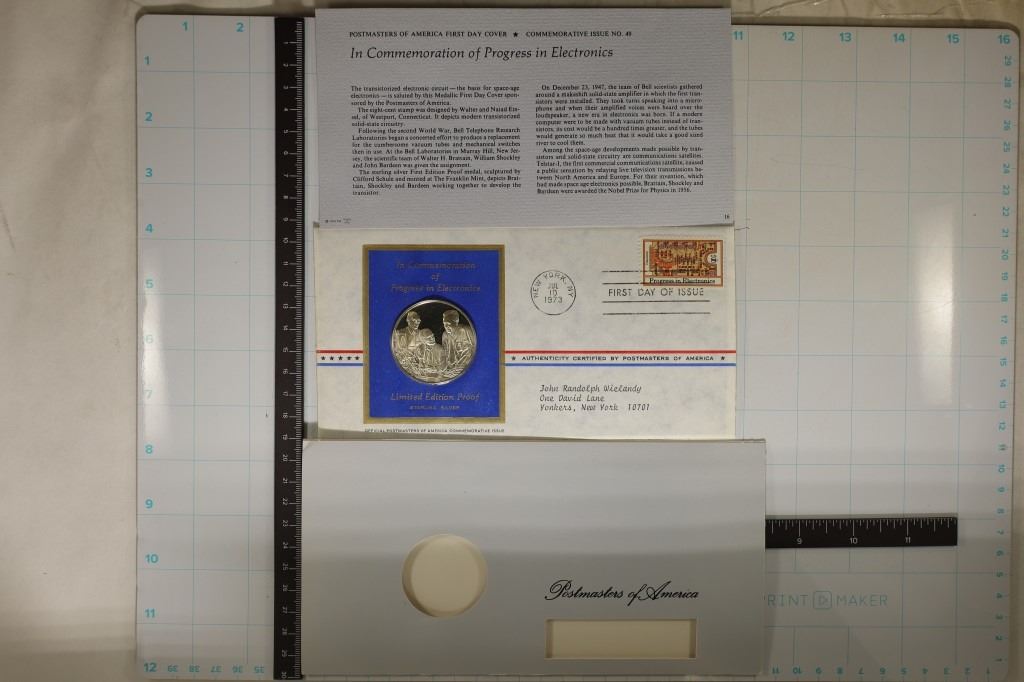 POSTMASTERS OF AMERICA FIRST DAY COVER ★ COMMEMORATIVE ISSUE NO. 49
In Commemoration of Progress in Electronics
The transistorized electronic circuit — the basis for space-age
electronics — is saluted by this Medallic First Day Cover spon-
sored by the Postmasters of America.
The eight-cent stamp was designed by Walter and Naiad Ein-
sel, of Westport, Connecticut. It depicts modern transistorized
solid-state circuitry.
Following the second World War, Bell Telephone Research
Laboratories began a concerted effort to produce a replacement
for the cumbersome vacuum tubes and mechanical switches
then in use. At the Bell Laboratories in Murray Hill, New Jer-
sey, the scientific team of Walter H. Brattain, William Shockley
and John Bardeen was given the assignment.
The sterling silver First Edition Proof medal, sculptured by
Clifford Schule and minted at The Franklin Mint, depicts Brat-
tain, Shockley and Bardeen working together to develop the
transistor.
On December 23, 1947, the team of Bell scientists gathered
around a makeshift solid-state amplifier in which the first tran-
sistors were installed. They took turns speaking into a micro-
phone and when their amplified voices were heard over the
loudspeaker, a new era in electronics was born. If a modern
computer were to be made with vacuum tubes instead of tran-
sistors, its cost would be a hundred times greater, and the tubes
would generate so much heat that it would take a good sized
river to cool them.
Among the space-age developments made possible by tran-
sistors and solid-state circuitry are communications satellites.
Telstar-I, the first commercial communications satellite, caused
a public sensation by relaying live television transmissions be-
tween North America and Europe. For their invention, which
had made space age electronics possible, Brattain, Shockley and
Bardeen were awarded the Nobel Prize for Physics in 1956.
16
In Commemoration
of
Progress in Electronics
Limited Edition Proof
STERLING SILVER
OFFICIAL POSTMASTERS OF AMERICA COMMEMORATIVE ISSUE
NEW YORK, NY
JUL
10
1973
Progress in Electronics
FIRST DAY OF ISSUE
★ ★ ★ ★ ★
★ AUTHENTICITY CERTIFIED BY POSTMASTERS OF AMERICA ★
John Randolph Wielandy
One David Lane
Yonkers, New York 10701
Postmasters of America
PRINT MAKER